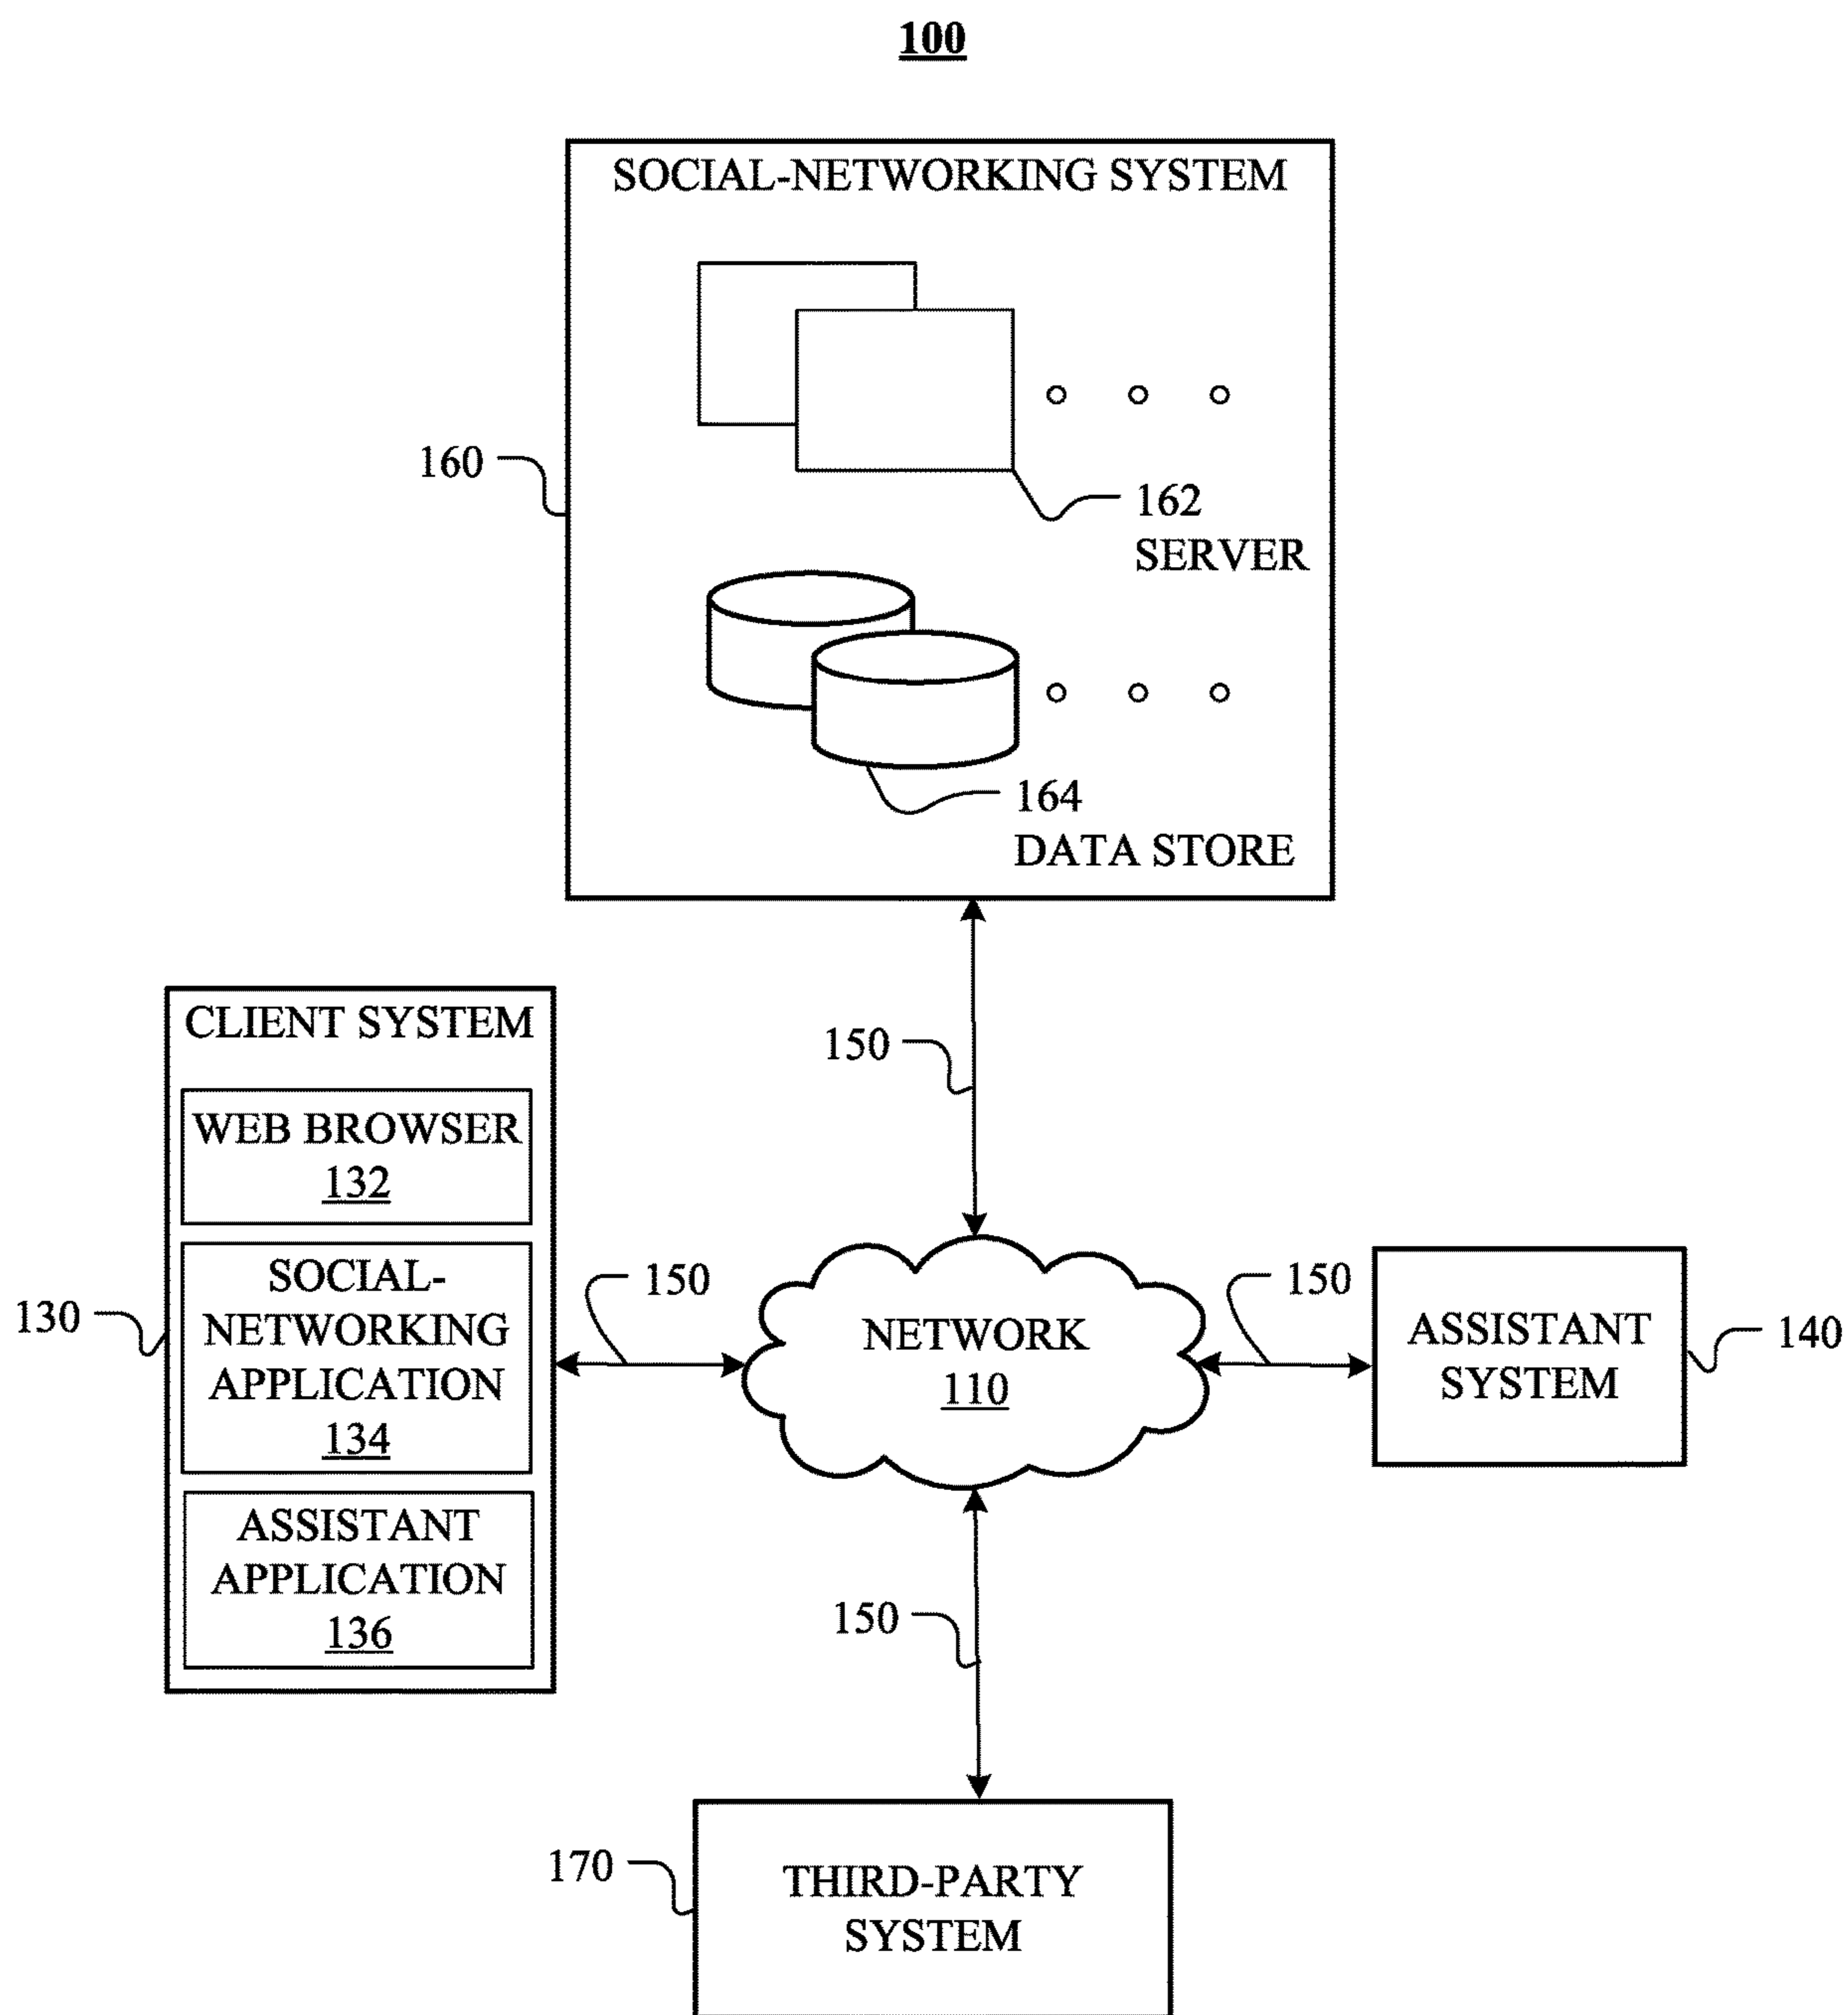 100
SOCIAL-NETWORKING SYSTEM
160
162
SERVER
164
DATA STORE
CLIENT SYSTEM
WEB BROWSER
132
SOCIAL-
NETWORKING
APPLICATION
134
ASSISTANT
APPLICATION
136
130
150
150
NETWORK
110
150
ASSISTANT
SYSTEM
140
150
170
THIRD-PARTY
SYSTEM